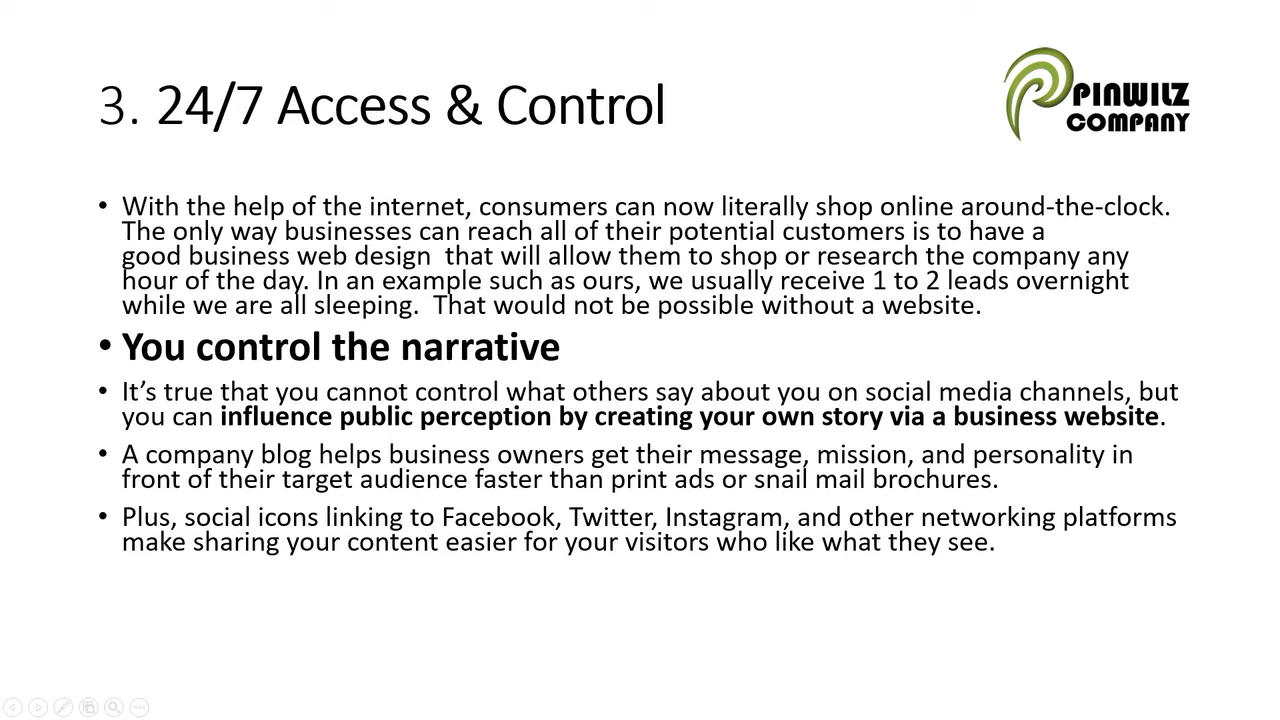 3. 24/7 Access & Control
PINWILZ
COMPANY
• With the help of the internet, consumers can now literally shop online around-the-clock.
The only way businesses can reach all of their potential customers is to have a
good business web design  that will allow them to shop or research the company any
hour of the day. In an example such as ours, we usually receive 1 to 2 leads overnight
while we are all sleeping.  That would not be possible without a website.
• You control the narrative
• It’s true that you cannot control what others say about you on social media channels, but
you can influence public perception by creating your own story via a business website.
• A company blog helps business owners get their message, mission, and personality in
front of their target audience faster than print ads or snail mail brochures.
• Plus, social icons linking to Facebook, Twitter, Instagram, and other networking platforms
make sharing your content easier for your visitors who like what they see.